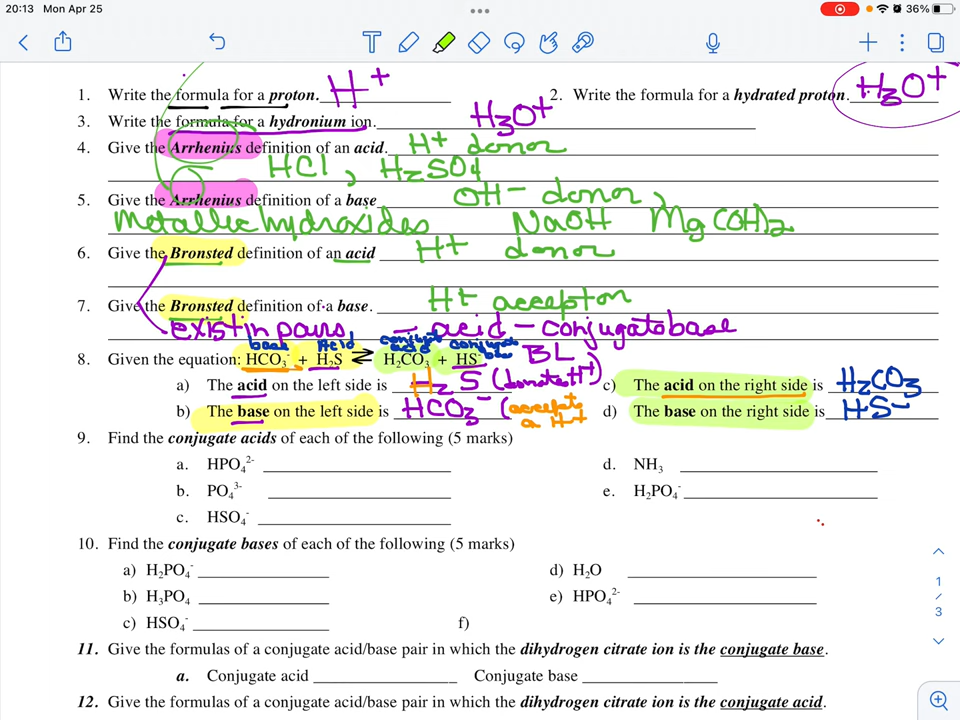 20:13 Mon Apr 25
36%
1. Write the formula for a proton. H+
2. Write the formula for a hydrated proton. H3O+
3. Write the formula for a hydronium ion. H3O+
4. Give the Arrhenius definition of an acid. H+ donor
HCl, H2SO4
5. Give the Arrhenius definition of a base OH- donor,
Metallic hydroxides NaOH Mg(OH)2
6. Give the Bronsted definition of an acid H+ donor
7. Give the Bronsted definition of a base. H+ accepton
exist in pairs - acid - conjugatobase
base Acid conjugat acid conjugate base
8. Given the equation: HCO₃⁻ + H₂S ⇌ H₂CO₃ + HS⁻ BL
a) The acid on the left side is H2S (donates H+)
c) The acid on the right side is H2CO3
b) The base on the left side is HCO3- (accepts a H+
d) The base on the right side is HS-
9. Find the conjugate acids of each of the following (5 marks)
a. HPO₄²⁻
d. NH₃
b. PO₄³⁻
e. H₂PO₄⁻
c. HSO₄⁻
10. Find the conjugate bases of each of the following (5 marks)
a) H₂PO₄⁻
d) H₂O
b) H₃PO₄
e) HPO₄²⁻
c) HSO₄⁻
f)
11. Give the formulas of a conjugate acid/base pair in which the dihydrogen citrate ion is the conjugate base.
a. Conjugate acid Conjugate base
12. Give the formulas of a conjugate acid/base pair in which the dihydrogen citrate ion is the conjugate acid.
1
/
3